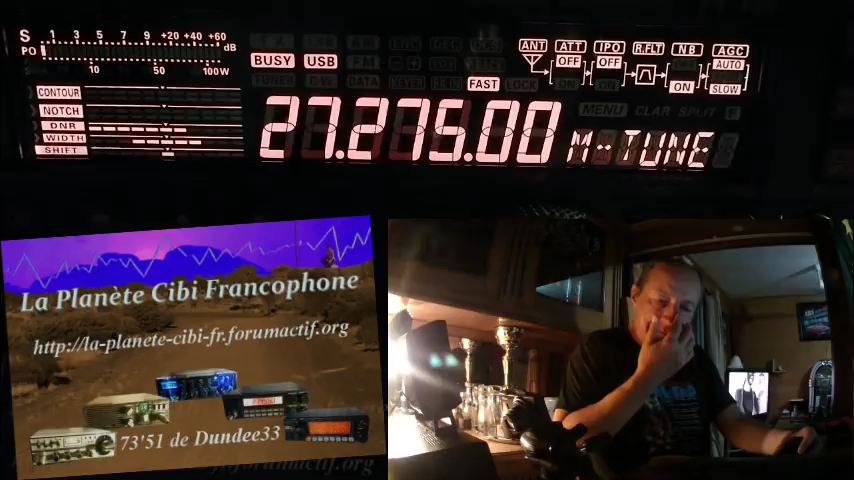 S 1 3 5 7 9 +20 +40 +60 dB
PO 10 50 100W
BUSY USB
FAST LOCK
ANT ATT IPO R.FLT NB AGC
OFF OFF AUTO
ON SLOW
CONTOUR
NOTCH
DNR
WIDTH
SHIFT
MENU CLAR SPLIT
27.275.00 M-TUNE
La Planète Cibi Francophone
http://la-planete-cibi-fr.forumactif.org
73'51 de Dundee33